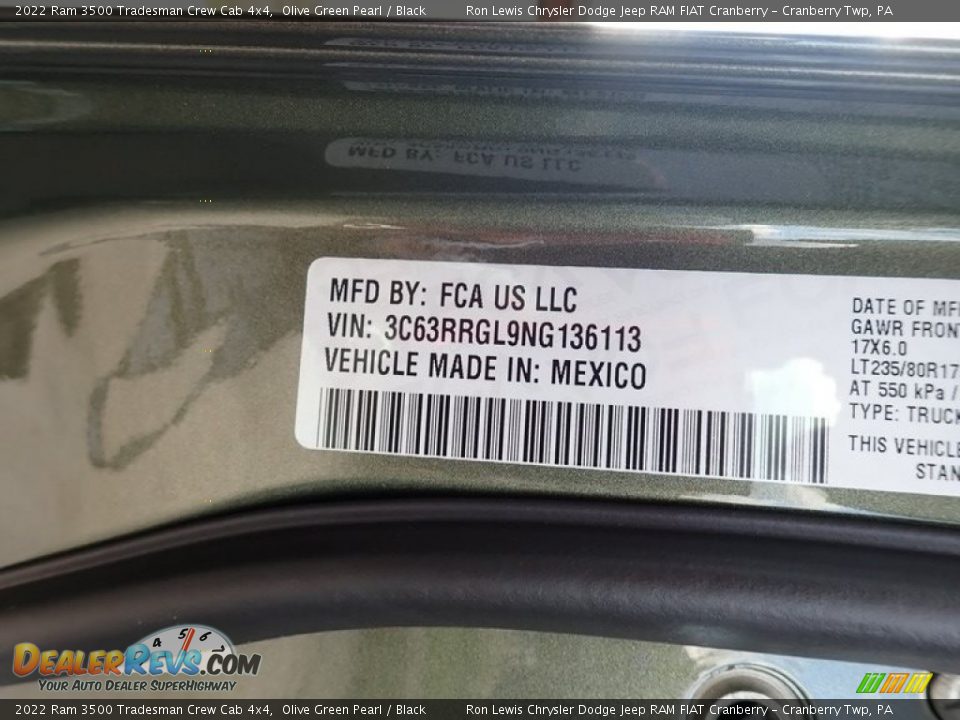 2022 Ram 3500 Tradesman Crew Cab 4x4, Olive Green Pearl / Black Ron Lewis Chrysler Dodge Jeep RAM FIAT Cranberry - Cranberry Twp, PA
MFD BY: FCA US LLC
MFD BY: FCA US LLC
VIN: 3C63RRGL9NG136113
VEHICLE MADE IN: MEXICO
DATE OF
GAWR FRONT
17X6.0
LT235/80R17
AT 550 kPa /
TYPE: TRUCK
THIS VEHICLE
STAN
4 5 6
DEALERREVS.COM
YOUR AUTO DEALER SUPERHIGHWAY
2022 Ram 3500 Tradesman Crew Cab 4x4, Olive Green Pearl / Black Ron Lewis Chrysler Dodge Jeep RAM FIAT Cranberry - Cranberry Twp, PA